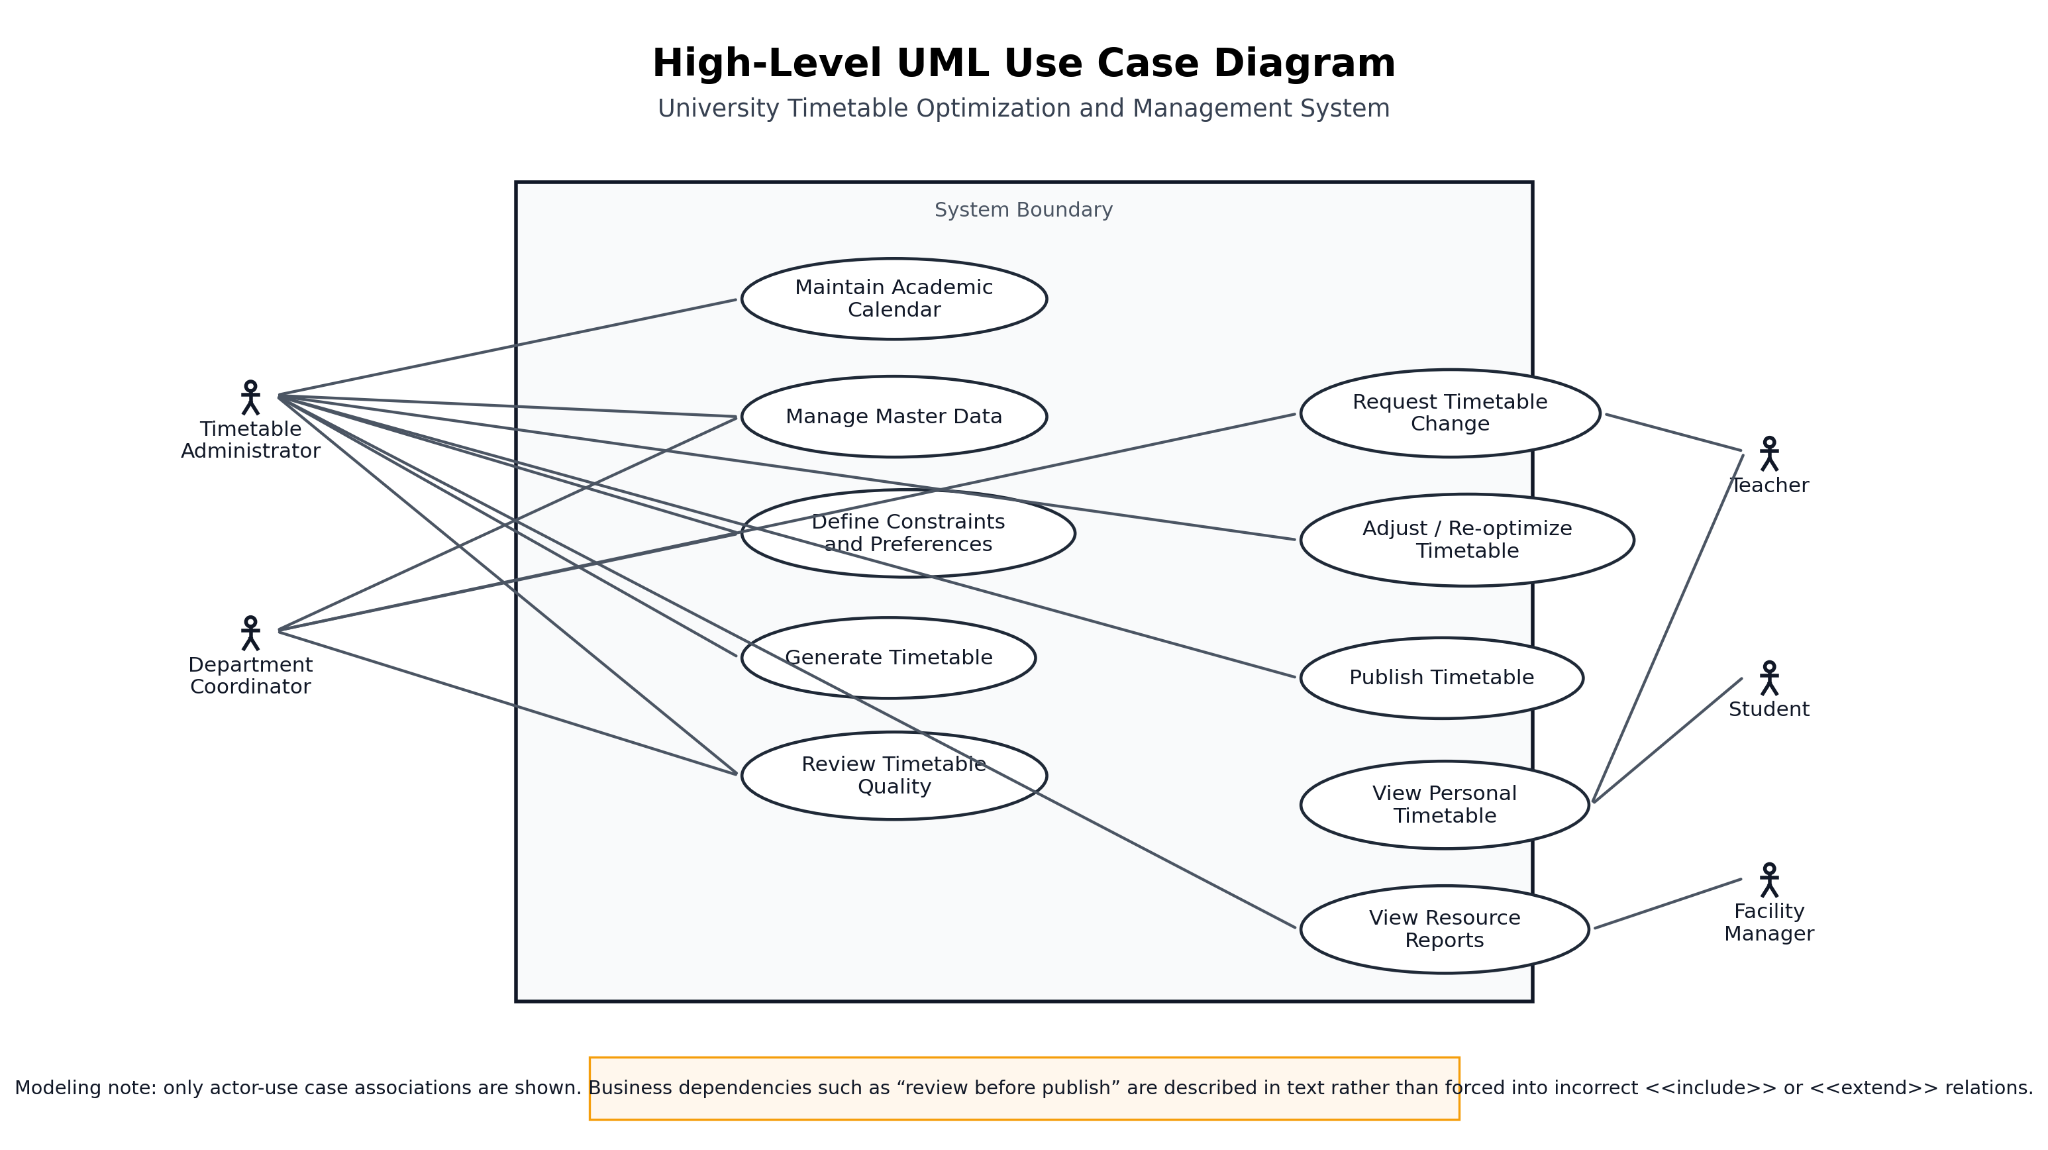 High-Level UML Use Case Diagram
University Timetable Optimization and Management System
System Boundary
Maintain Academic
Calendar
Manage Master Data
Define Constraints
and Preferences
Generate Timetable
Review Timetable
Quality
Request Timetable
Change
Adjust / Re-optimize
Timetable
Publish Timetable
View Personal
Timetable
View Resource
Reports
Timetable
Administrator
Department
Coordinator
Teacher
Student
Facility
Manager
Modeling note: only actor-use case associations are shown. Business dependencies such as “review before publish” are described in text rather than forced into incorrect <<include>> or <<extend>> relations.